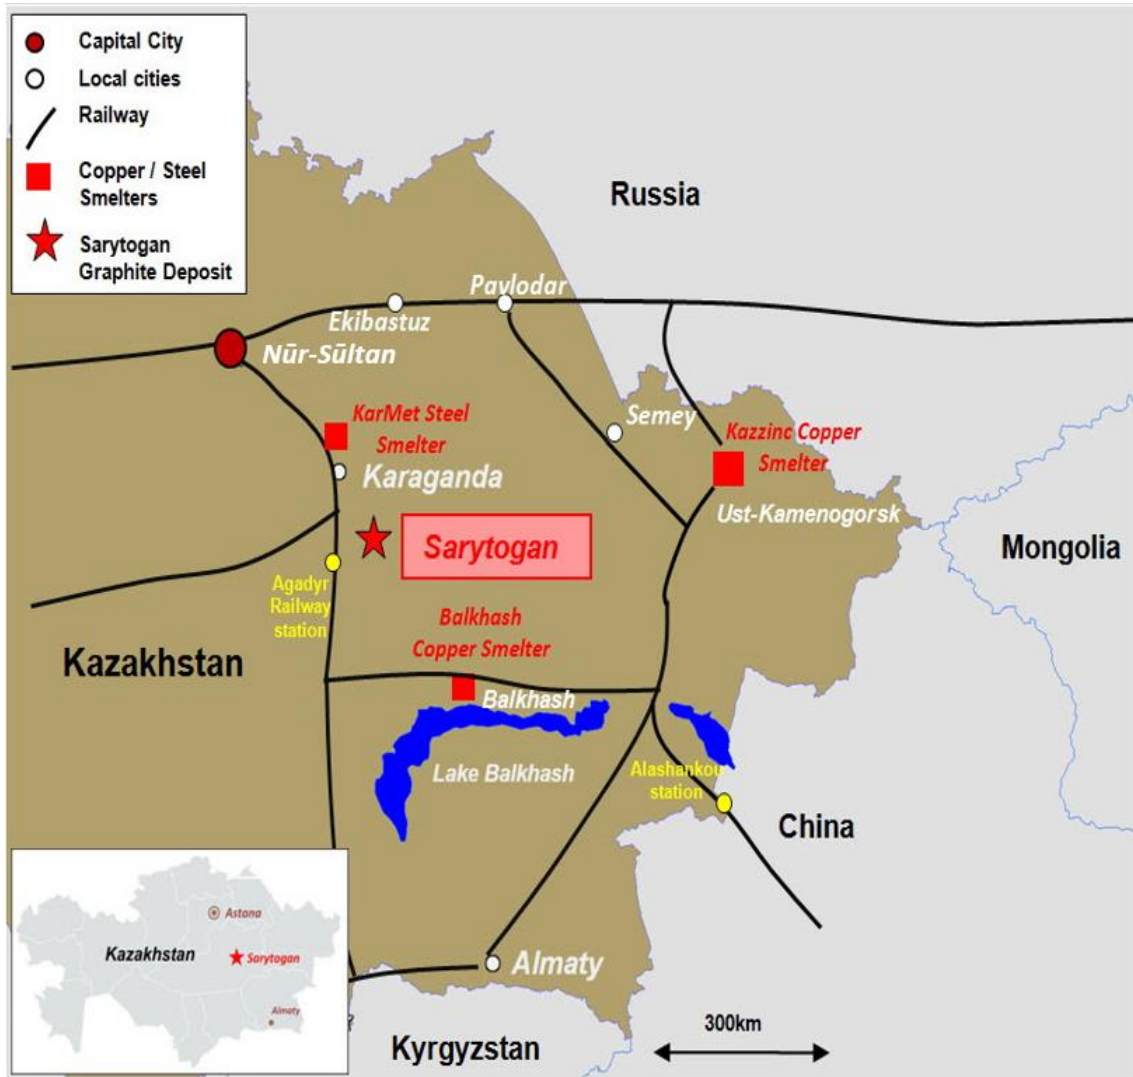 Capital City
Local cities
Railway
Copper / Steel
Smelters
Sarytogan
Graphite Deposit
Russia
Pavlodar
Ekibastuz
Nūr-Sūltan
KarMet Steel
Smelter
Semey
Kazzinc Copper
Smelter
Karaganda
Ust-Kamenogorsk
Sarytogan
Mongolia
Agadyr
Railway
station
Balkhash
Copper Smelter
Kazakhstan
Balkhash
Lake Balkhash
Alashankou
station
China
Astana
Kazakhstan
Sarytogan
Almaty
Almaty
300km
Kyrgyzstan